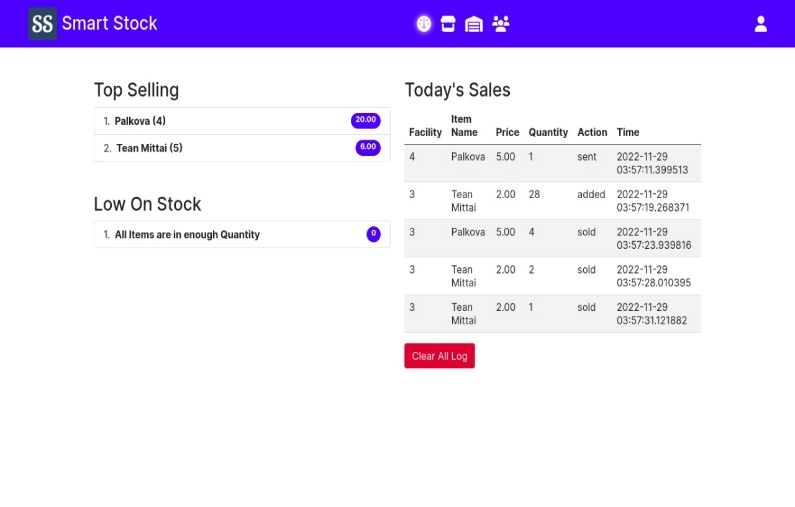 SS Smart Stock
Top Selling
1. Palkova (4) 20.00
2. Tean Mittai (5) 6.00
Low On Stock
1. All Items are in enough Quantity 0
Today's Sales
Facility Item Name Price Quantity Action Time
4 Palkova 5.00 1 sent 2022-11-29 03:57:11.399513
3 Tean Mittai 2.00 28 added 2022-11-29 03:57:19.268371
3 Palkova 5.00 4 sold 2022-11-29 03:57:23.939816
3 Tean Mittai 2.00 2 sold 2022-11-29 03:57:28.010395
3 Tean Mittai 2.00 1 sold 2022-11-29 03:57:31.121882
Clear All Log